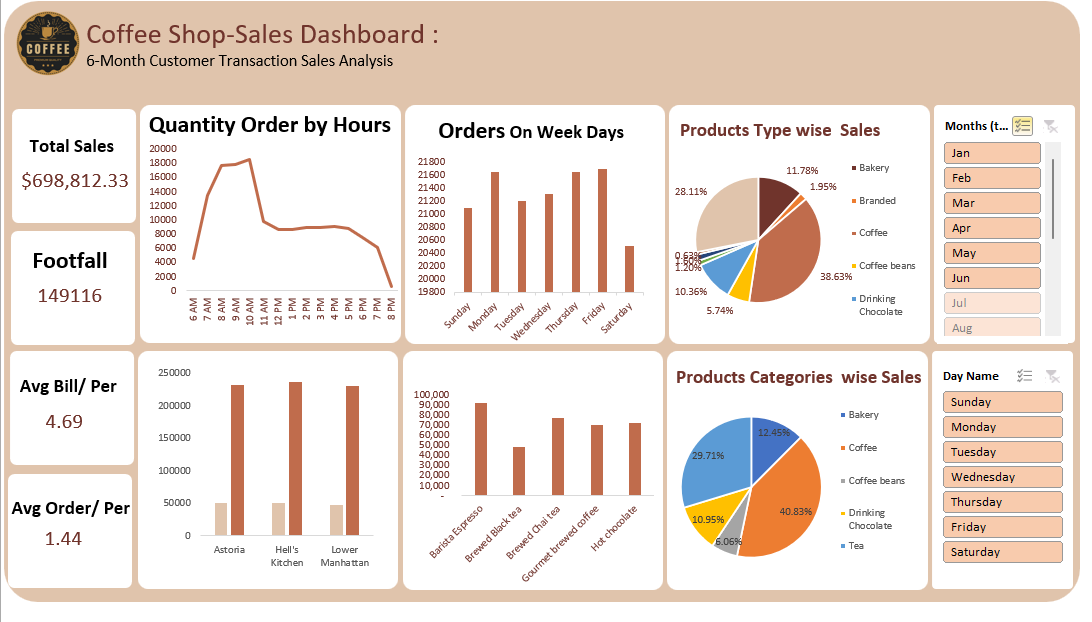 COFFEE
Coffee Shop-Sales Dashboard :
6-Month Customer Transaction Sales Analysis
Total Sales
$698,812.33
Footfall
149116
Avg Bill/ Per
4.69
Avg Order/ Per
1.44
Quantity Order by Hours
20000
18000
16000
14000
12000
10000
8000
6000
4000
2000
0
6 AM
7 AM
8 AM
9 AM
10 AM
11 AM
12 PM
1 PM
2 PM
3 PM
4 PM
5 PM
6 PM
7 PM
8 PM
Orders On Week Days
21800
21600
21400
21200
21000
20800
20600
20400
20200
20000
19800
Sunday
Monday
Tuesday
Wednesday
Thursday
Friday
Saturday
Products Type wise Sales
11.78%
1.95%
38.63%
5.74%
10.36%
1.20%
1.60%
0.63%
28.11%
Bakery
Branded
Coffee
Coffee beans
Drinking
Chocolate
Months (t...
Jan
Feb
Mar
Apr
May
Jun
Jul
Aug
250000
200000
150000
100000
50000
0
Astoria
Hell's
Kitchen
Lower
Manhattan
100,000
90,000
80,000
70,000
60,000
50,000
40,000
30,000
20,000
10,000
-
Barista Espresso
Brewed Black tea
Brewed Chai tea
Gourmet brewed coffee
Hot chocolate
Products Categories wise Sales
12.45%
40.83%
6.06%
10.95%
29.71%
Bakery
Coffee
Coffee beans
Drinking
Chocolate
Tea
Day Name
Sunday
Monday
Tuesday
Wednesday
Thursday
Friday
Saturday